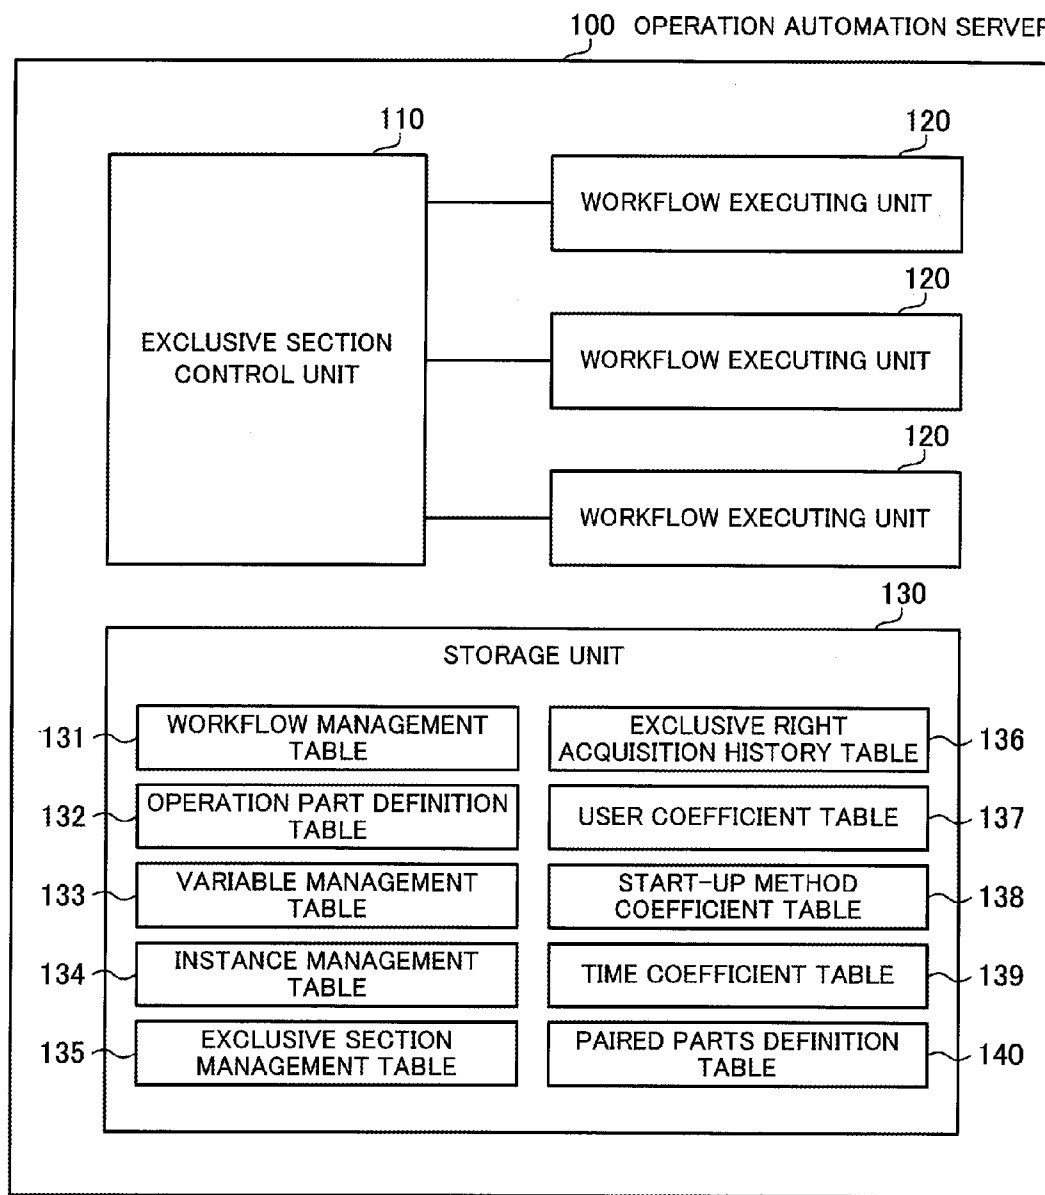 100 OPERATION AUTOMATION SERVER
110
120
WORKFLOW EXECUTING UNIT
120
EXCLUSIVE SECTION
CONTROL UNIT
WORKFLOW EXECUTING UNIT
120
WORKFLOW EXECUTING UNIT
130
STORAGE UNIT
131
WORKFLOW MANAGEMENT
TABLE
EXCLUSIVE RIGHT
ACQUISITION HISTORY TABLE
136
132
OPERATION PART DEFINITION
TABLE
USER COEFFICIENT TABLE
137
133
VARIABLE MANAGEMENT
TABLE
START-UP METHOD
COEFFICIENT TABLE
138
134
INSTANCE MANAGEMENT
TABLE
TIME COEFFICIENT TABLE
139
135
EXCLUSIVE SECTION
MANAGEMENT TABLE
PAIRED PARTS DEFINITION
TABLE
140